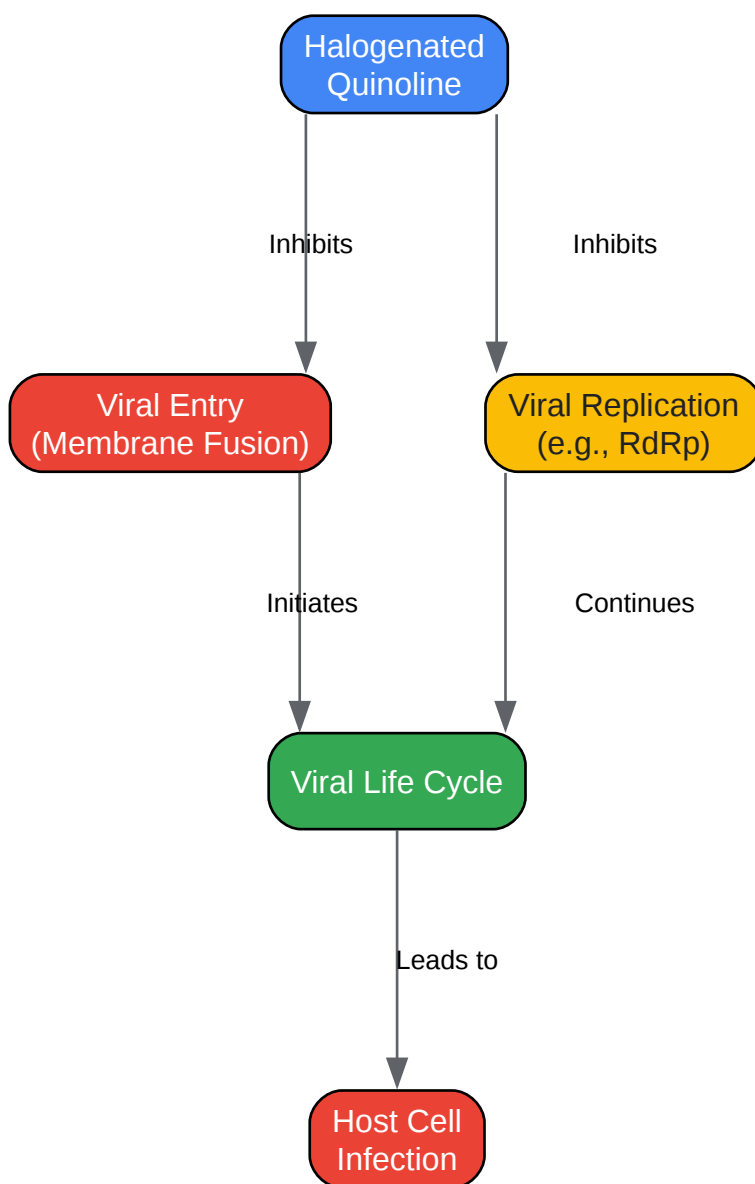 Halogenated
Quinoline
Inhibits
Inhibits
Viral Entry
(Membrane Fusion)
Viral Replication
(e.g., RdRp)
Initiates
Continues
Viral Life Cycle
Leads to
Host Cell
Infection